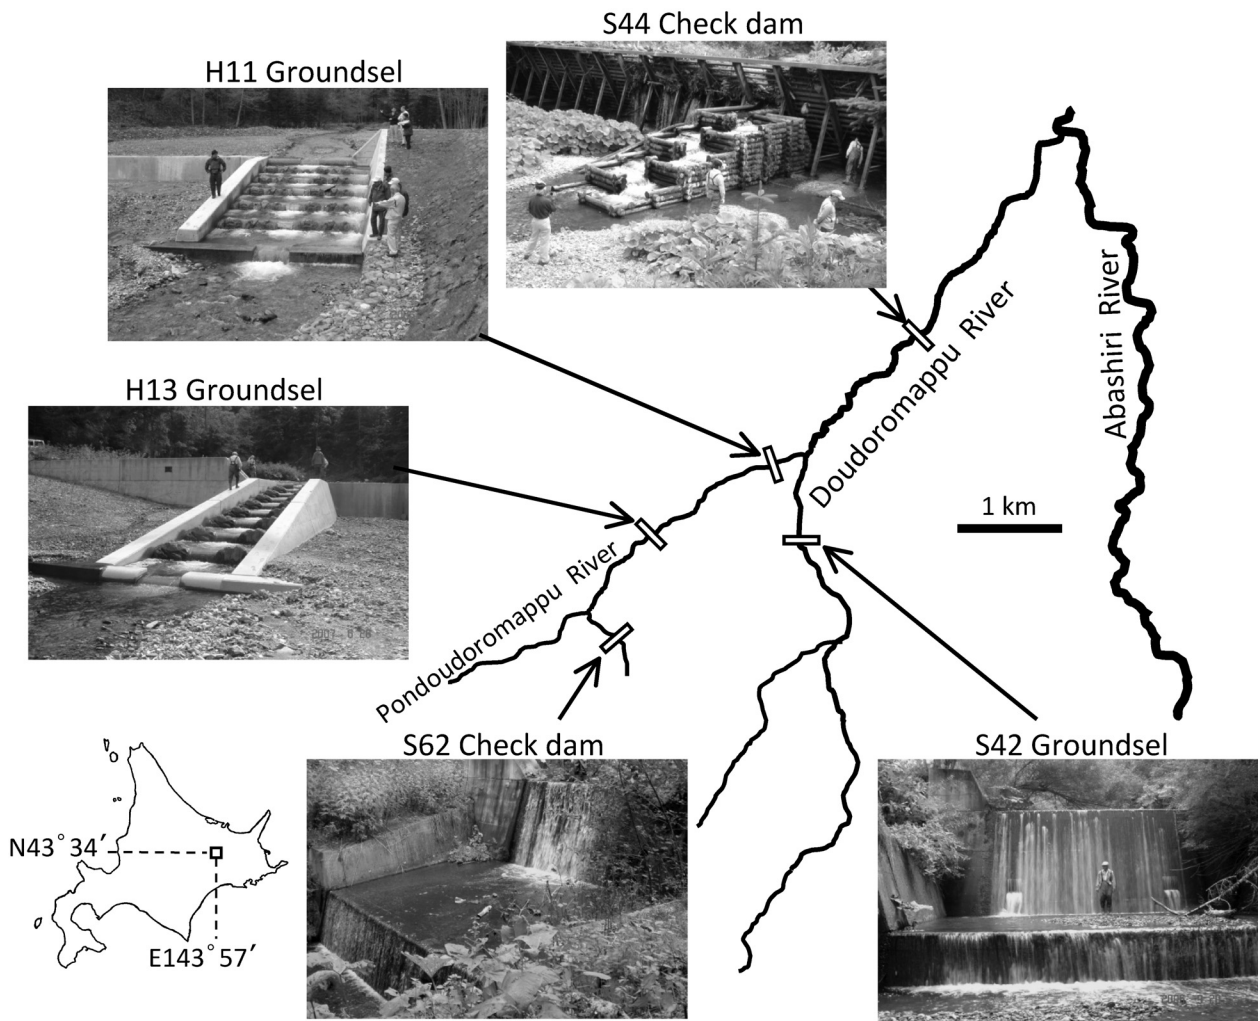 S44 Check dam
H11 Groundsel
H13 Groundsel
Doudoromappu River
Abashiri River
1 km
Pondoudoromappu River
S62 Check dam
S42 Groundsel
N43°34′
E143°57′